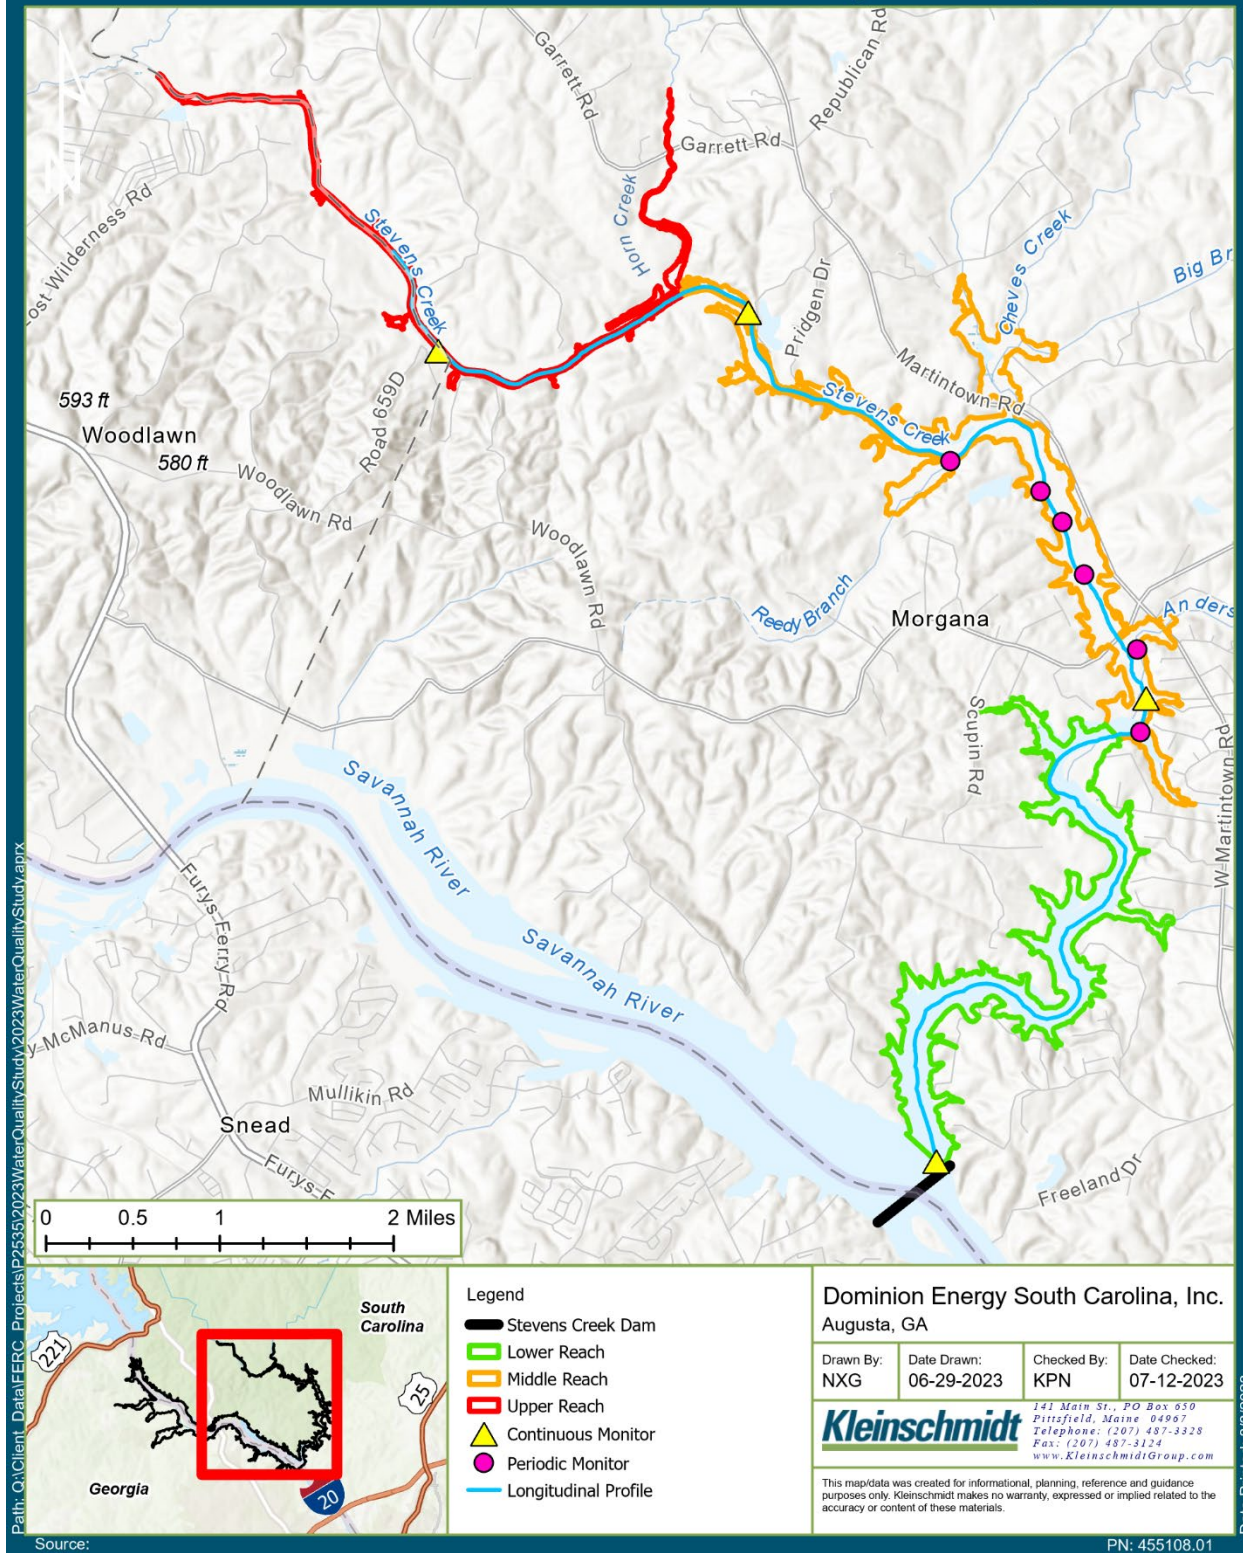 Garrett Rd
Republican Rd
Garrett Rd
Horn Creek
Lost Wilderness Rd
Stevens Creek
Cheves Creek
Big Br
Pridgen Dr
Martintown Rd
Road 659D
Stevens Creek
593 ft
Woodlawn
580 ft
Woodlawn Rd
Woodlawn Rd
Reedy Branch
Morgana
Anders
Scupin Rd
W Martintown Rd
Savannah River
Savannah River
Furys Ferry Rd
y McManus Rd
Mullikin Rd
Snead
Furys F
Freeland Dr
0 0.5 1 2 Miles
221
South
Carolina
25
Georgia
20
Legend
Stevens Creek Dam
Lower Reach
Middle Reach
Upper Reach
Continuous Monitor
Periodic Monitor
Longitudinal Profile
Dominion Energy South Carolina, Inc.
Augusta, GA
Drawn By: Date Drawn: Checked By: Date Checked:
NXG 06-29-2023 KPN 07-12-2023
Kleinschmidt
141 Main St., PO Box 650
Pittsfield, Maine 04967
Telephone: (207) 487-3328
Fax: (207) 487-3124
www.KleinschmidtGroup.com
This map/data was created for informational, planning, reference and guidance
purposes only. Kleinschmidt makes no warranty, expressed or implied related to the
accuracy or content of these materials.
Path: Q:\Client_Data\FERC_Projects\P2535\2023WaterQualityStudy\2023WaterQualityStudy.aprx
Source:
PN: 455108.01